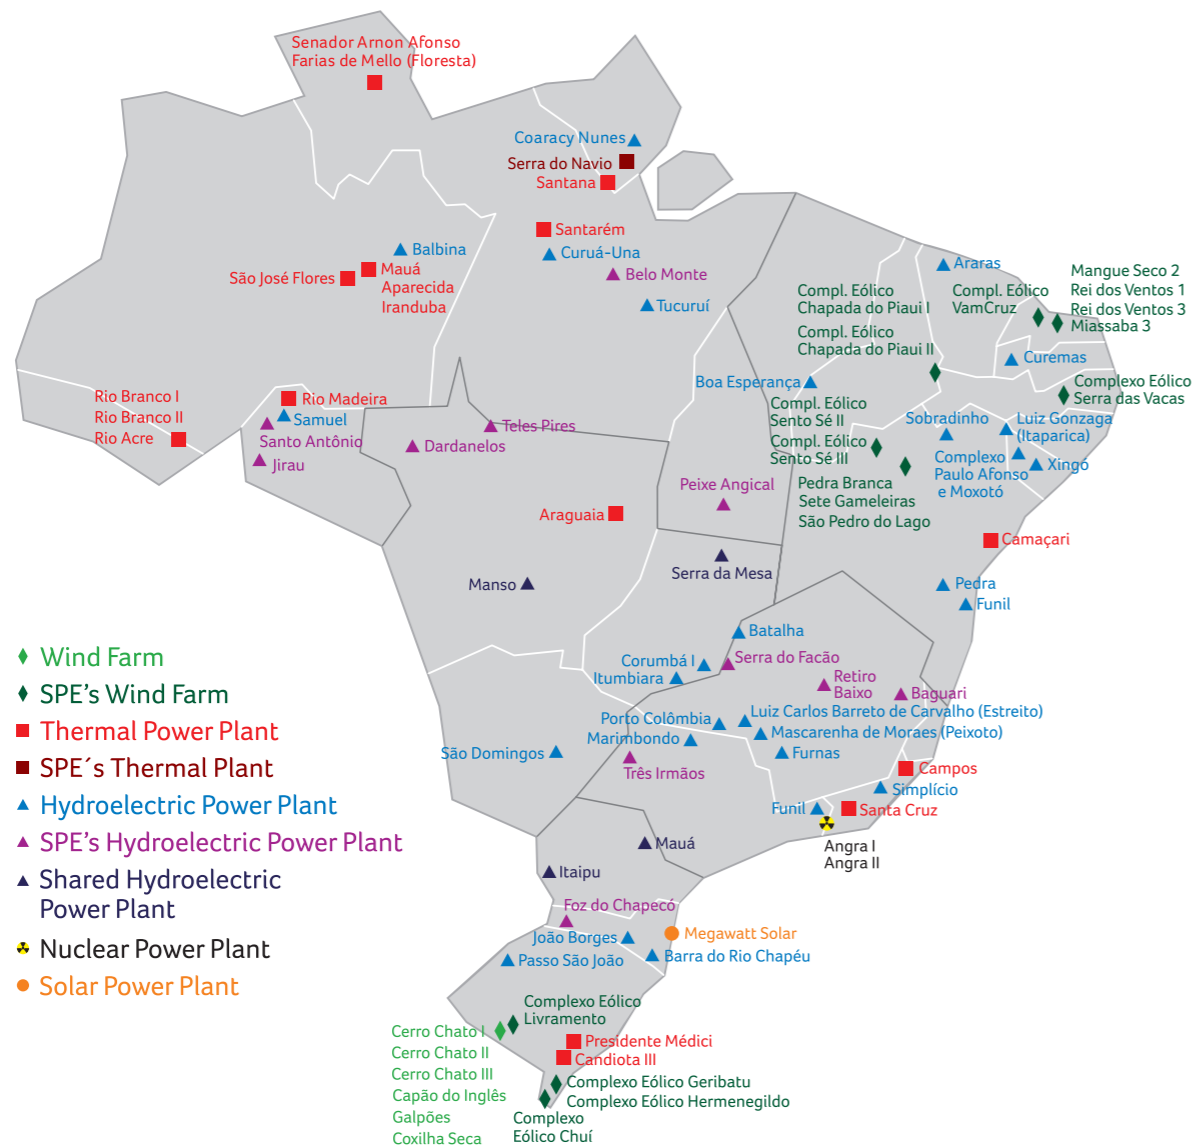 Senador Arnon Afonso
Farias de Mello (Floresta)
Coaracy Nunes
Serra do Navio
Santana
Santarém
Curuá-Una
Belo Monte
Tucuruí
Balbina
São José Flores
Mauá
Aparecida
Iranduba
Araras
Mangue Seco 2
Rei dos Ventos 1
Rei dos Ventos 3
Miassaba 3
Compl. Eólico
VamCruz
Compl. Eólico
Chapada do Piaui I
Compl. Eólico
Chapada do Piaui II
Curemas
Complexo Eólico
Serra das Vacas
Boa Esperança
Compl. Eólico
Sento Sé II
Compl. Eólico
Sento Sé III
Sobradinho
Luiz Gonzaga
(Itaparica)
Complexo
Paulo Afonso
e Moxotó
Xingó
Pedra Branca
Sete Gameleiras
São Pedro do Lago
Rio Branco I
Rio Branco II
Rio Acre
Rio Madeira
Samuel
Santo Antônio
Jirau
Teles Pires
Dardanelos
Peixe Angical
Araguaia
Camaçari
Serra da Mesa
Manso
Pedra
Funil
Batalha
Corumbá I
Serra do Facão
Itumbiara
Retiro
Baixo
Baguari
Porto Colômbia
Luiz Carlos Barreto de Carvalho (Estreito)
Marimbondo
Mascarenha de Moraes (Peixoto)
Furnas
São Domingos
Três Irmãos
Campos
Simplício
Funil
Santa Cruz
Angra I
Angra II
Mauá
Itaipu
Foz do Chapecó
João Borges
Megawatt Solar
Passo São João
Barra do Rio Chapéu
Complexo Eólico
Livramento
Cerro Chato I
Cerro Chato II
Cerro Chato III
Capão do Inglês
Galpões
Coxilha Seca
Presidente Médici
Candiota III
Complexo Eólico Geribatu
Complexo Eólico Hermenegildo
Complexo
Eólico Chuí
Wind Farm
SPE's Wind Farm
Thermal Power Plant
SPE´s Thermal Plant
Hydroelectric Power Plant
SPE's Hydroelectric Power Plant
Shared Hydroelectric
Power Plant
Nuclear Power Plant
Solar Power Plant